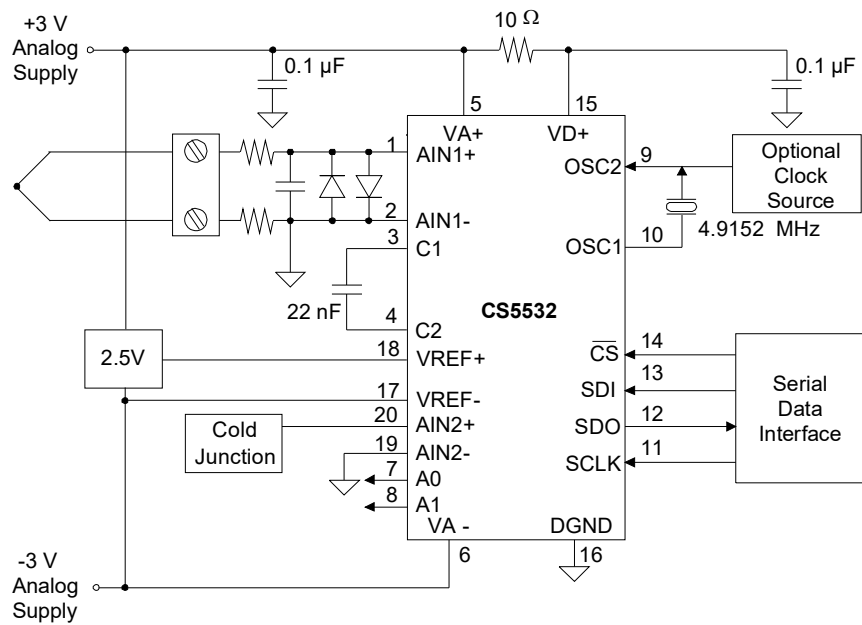 +3 V
Analog
Supply
10 Ω
0.1 µF
0.1 µF
5
15
VA+
VD+
1
AIN1+
2
AIN1-
3
C1
22 nF
4
C2
CS5532
OSC2
9
Optional
Clock
Source
4.9152 MHz
OSC1
10
2.5V
18
VREF+
17
VREF-
Cold
Junction
20
AIN2+
19
AIN2-
7
A0
8
A1
CS
14
SDI
13
SDO
12
SCLK
11
Serial
Data
Interface
VA -
DGND
6
16
-3 V
Analog
Supply